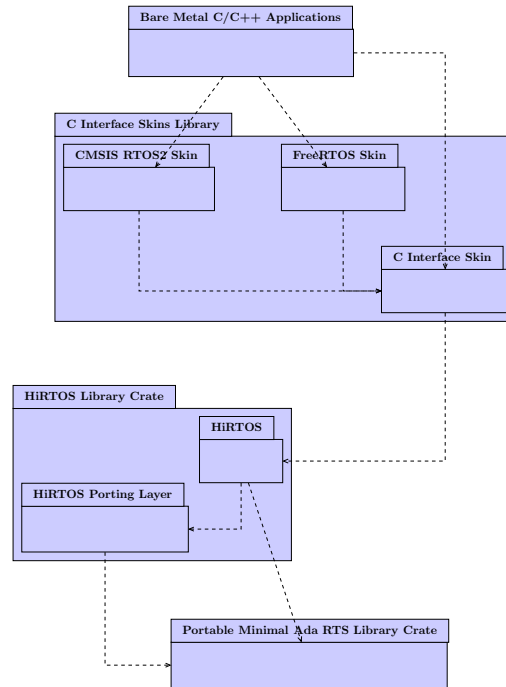 Bare Metal C/C++ Applications
C Interface Skins Library
CMSIS RTOS2 Skin
FreeRTOS Skin
C Interface Skin
HiRTOS Library Crate
HiRTOS
HiRTOS Porting Layer
Portable Minimal Ada RTS Library Crate